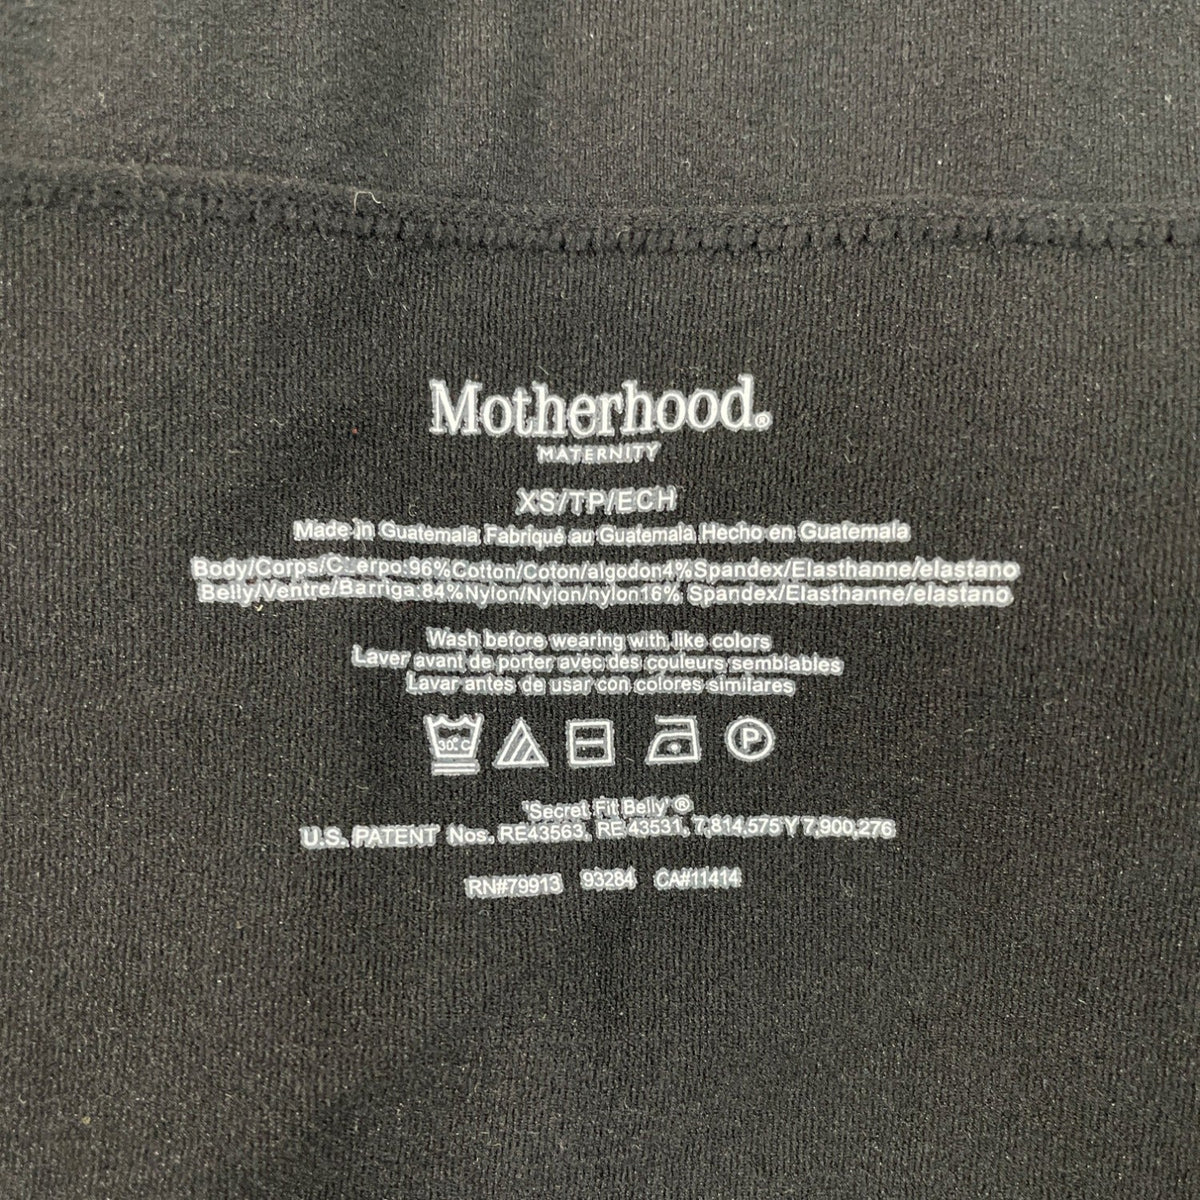 Motherhood®
MATERNITY
XS/TP/ECH
Made in Guatemala Fabriqué au Guatemala Hecho en Guatemala
Body/Corps/C erpo:96%Cotton/Coton/algodon4%Spandex/Elasthanne/elastano
Belly/Ventre/Barriga:84%Nylon/Nylon/nylon16% Spandex/Elasthanne/elastano
Wash before wearing with like colors
Laver avant de porter avec des couleurs semblables
Lavar antes de usar con colores similares
30°C P
'Secret Fit Belly' ®
U.S. PATENT Nos. RE43563, RE 43531, 7,814,575 Y 7,900,276
RN#79913 93284 CA#11414